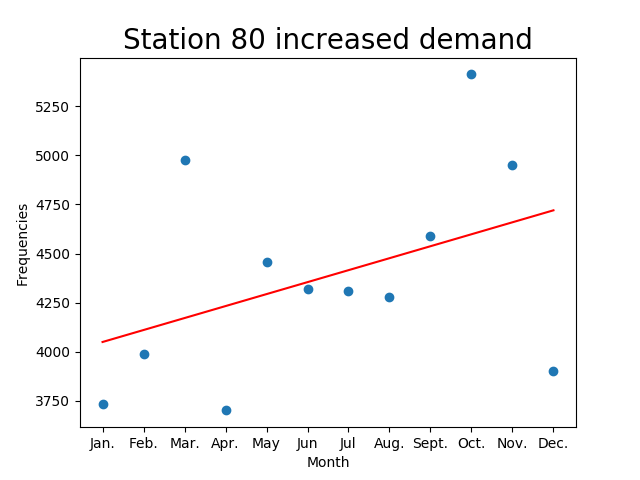 Station 80 increased demand
Frequencies
5250
5000
4750
4500
4250
4000
3750
Jan. Feb. Mar. Apr. May Jun Jul Aug. Sept. Oct. Nov. Dec.
Month